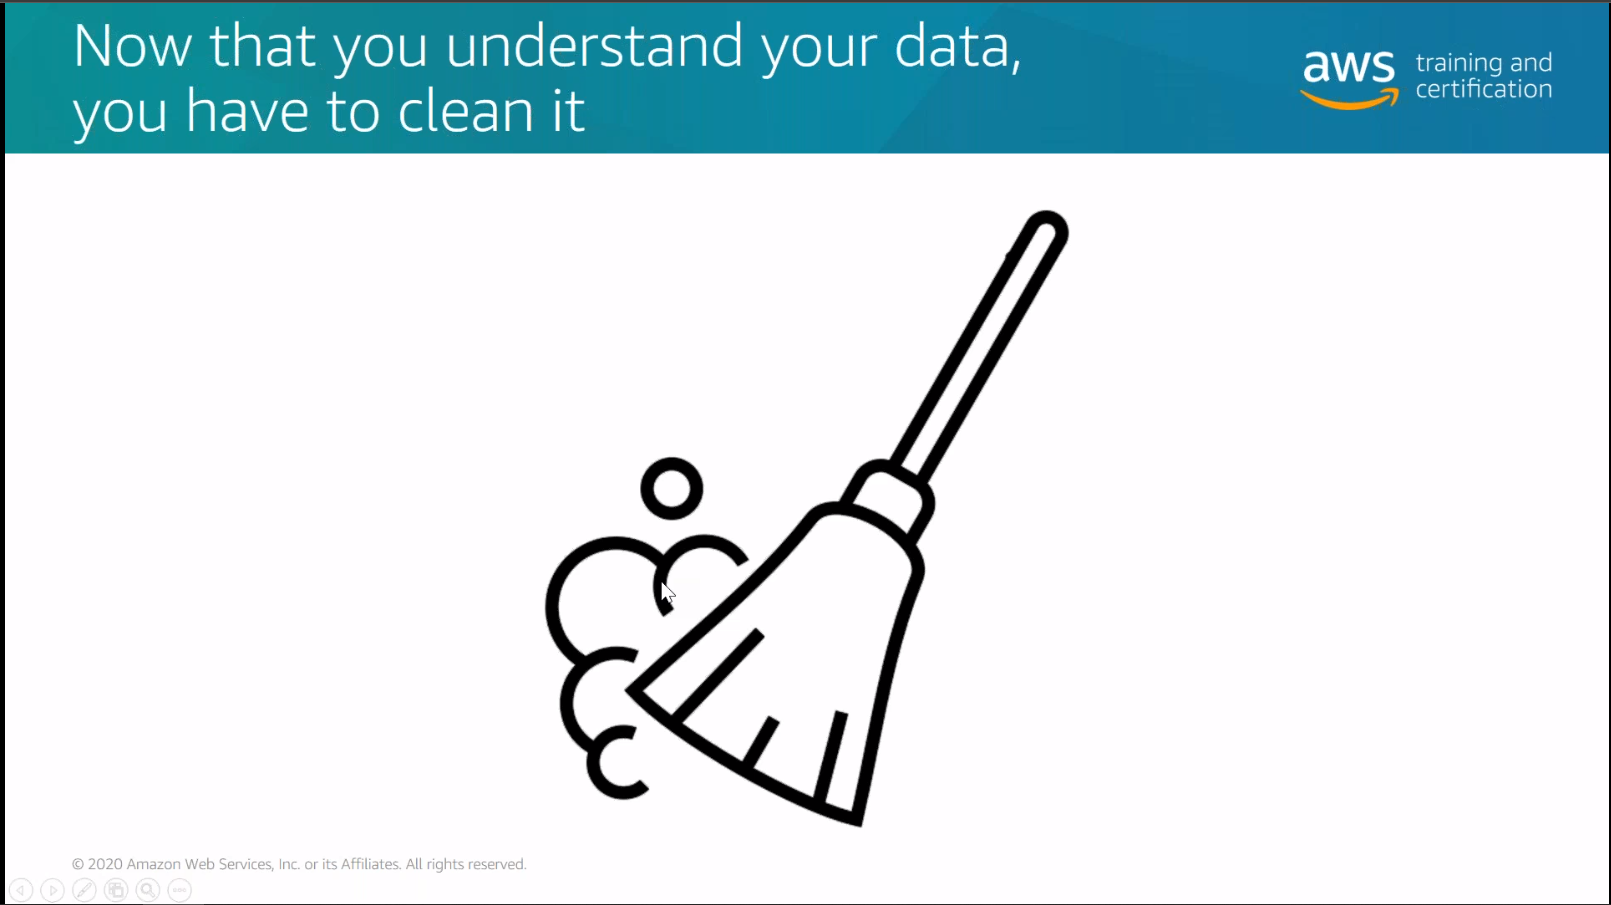 Now that you understand your data,
you have to clean it
aws
training and
certification
© 2020 Amazon Web Services, Inc. or its Affiliates. All rights reserved.